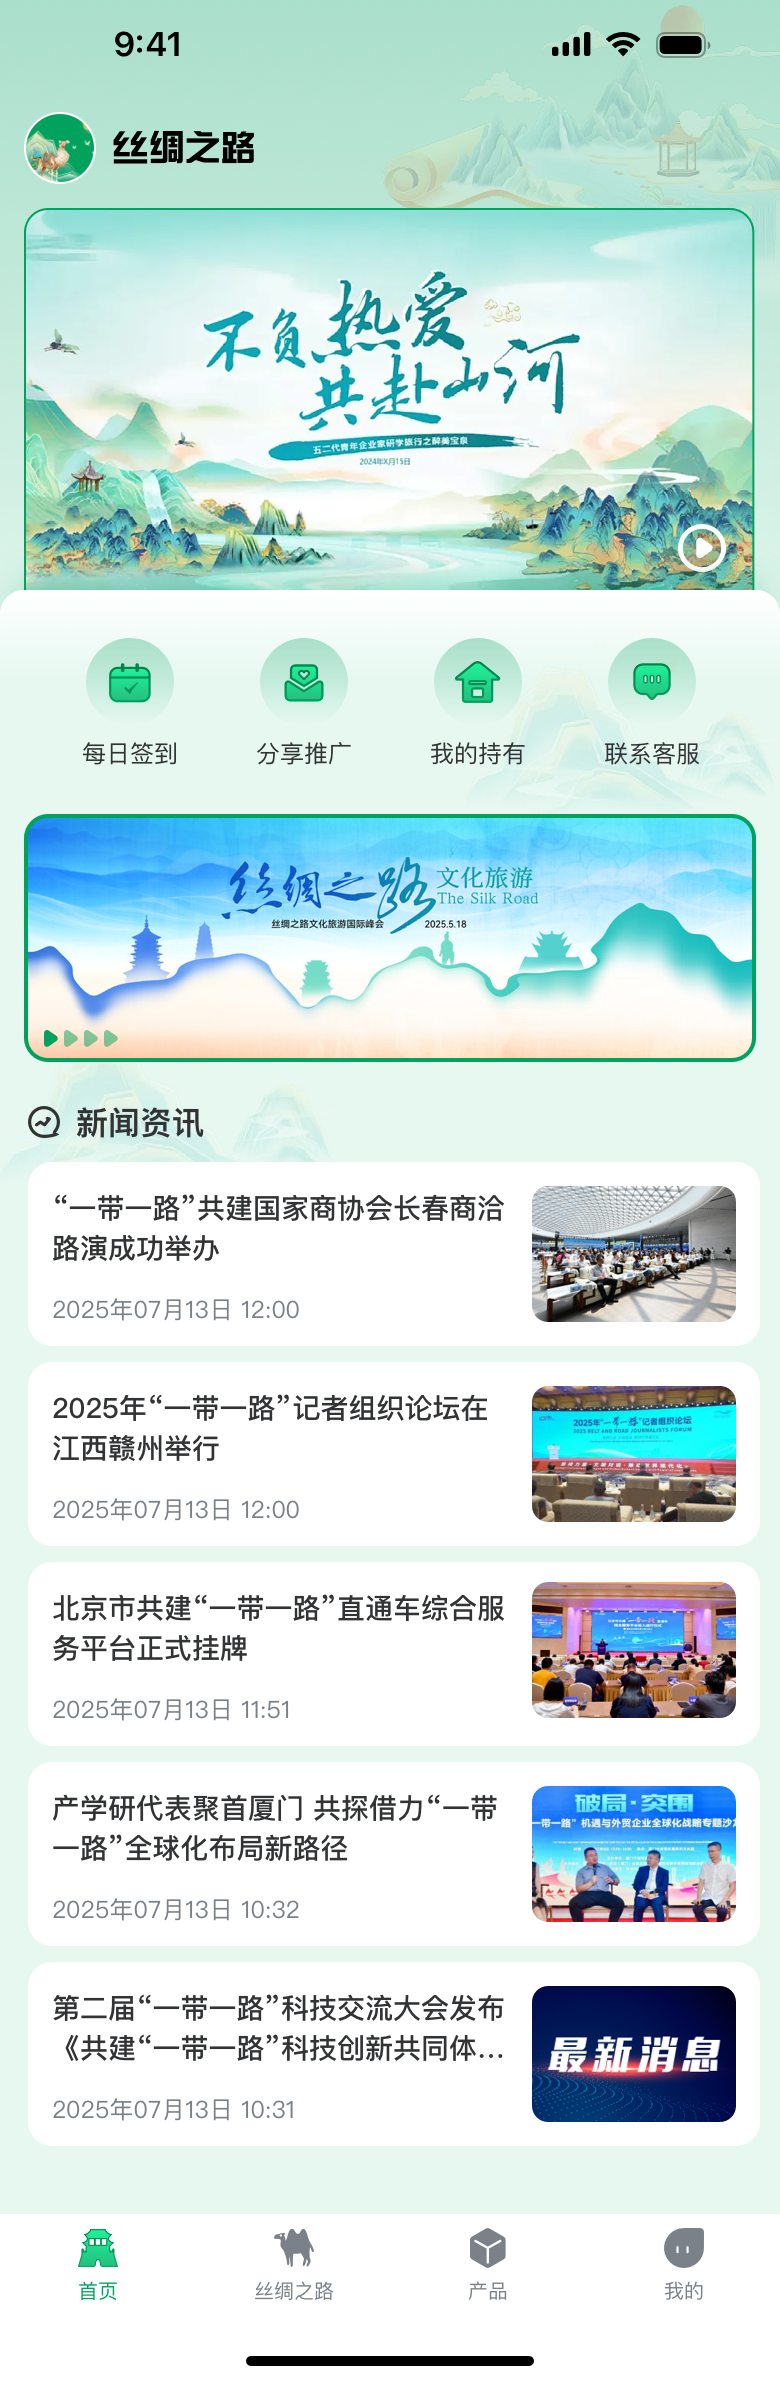 9:41
丝绸之路
不负热爱
共赴山河
五二代青年企业家研学旅行之醉美宝泉
2024年X月15日
每日签到
分享推广
我的持有
联系客服
丝绸之路
文化旅游
The Silk Road
丝绸之路文化旅游国际峰会
2025.5.18
新闻资讯
“一带一路”共建国家商协会长春商洽
路演成功举办
2025年07月13日 12:00
2025年“一带一路”记者组织论坛在
江西赣州举行
2025年07月13日 12:00
2025年“一带一路”记者组织论坛
2025 BELT AND ROAD JOURNALISTS FORUM
北京市共建“一带一路”直通车综合服
务平台正式挂牌
2025年07月13日 11:51
产学研代表聚首厦门 共探借力“一带
一路”全球化布局新路径
2025年07月13日 10:32
破局·突围
一带一路”机遇与外贸企业全球化战略专题沙龙
第二届“一带一路”科技交流大会发布
《共建“一带一路”科技创新共同体...
2025年07月13日 10:31
最新消息
首页
丝绸之路
产品
我的